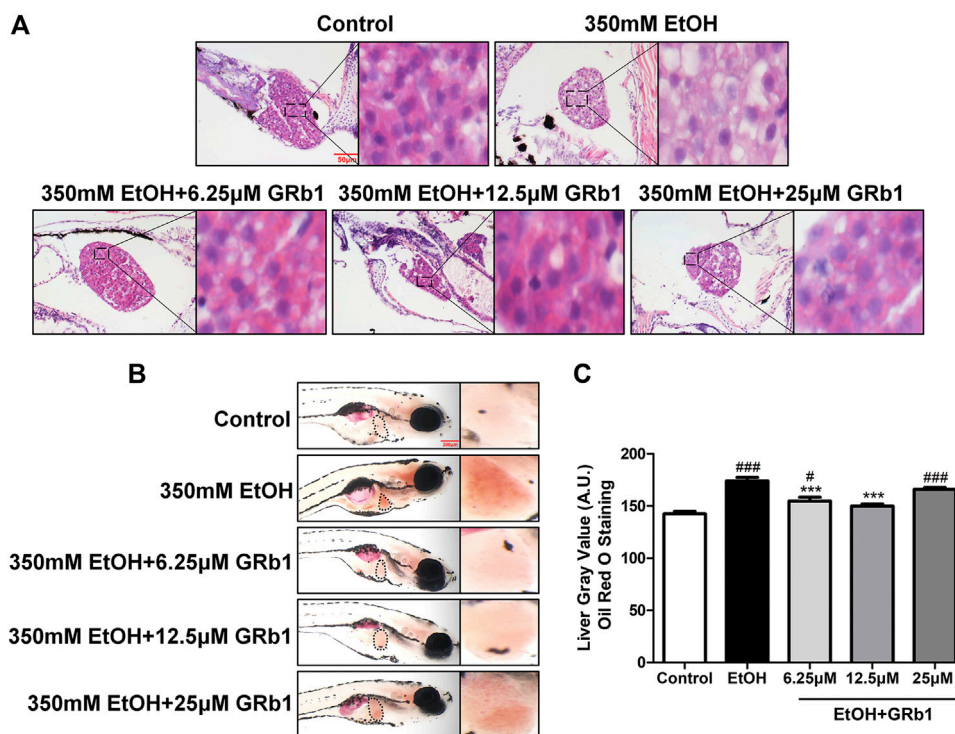 A
Control
350mM EtOH
50μm
350mM EtOH+6.25μM GRb1
350mM EtOH+12.5μM GRb1
350mM EtOH+25μM GRb1
B
Control
200μm
350mM EtOH
350mM EtOH+6.25μM GRb1
350mM EtOH+12.5μM GRb1
350mM EtOH+25μM GRb1
C
Liver Gray Value (A.U.)
Oil Red O Staining
200
150
100
50
0
###
#
***
***
###
Control
EtOH
6.25μM
12.5μM
25μM
EtOH+GRb1